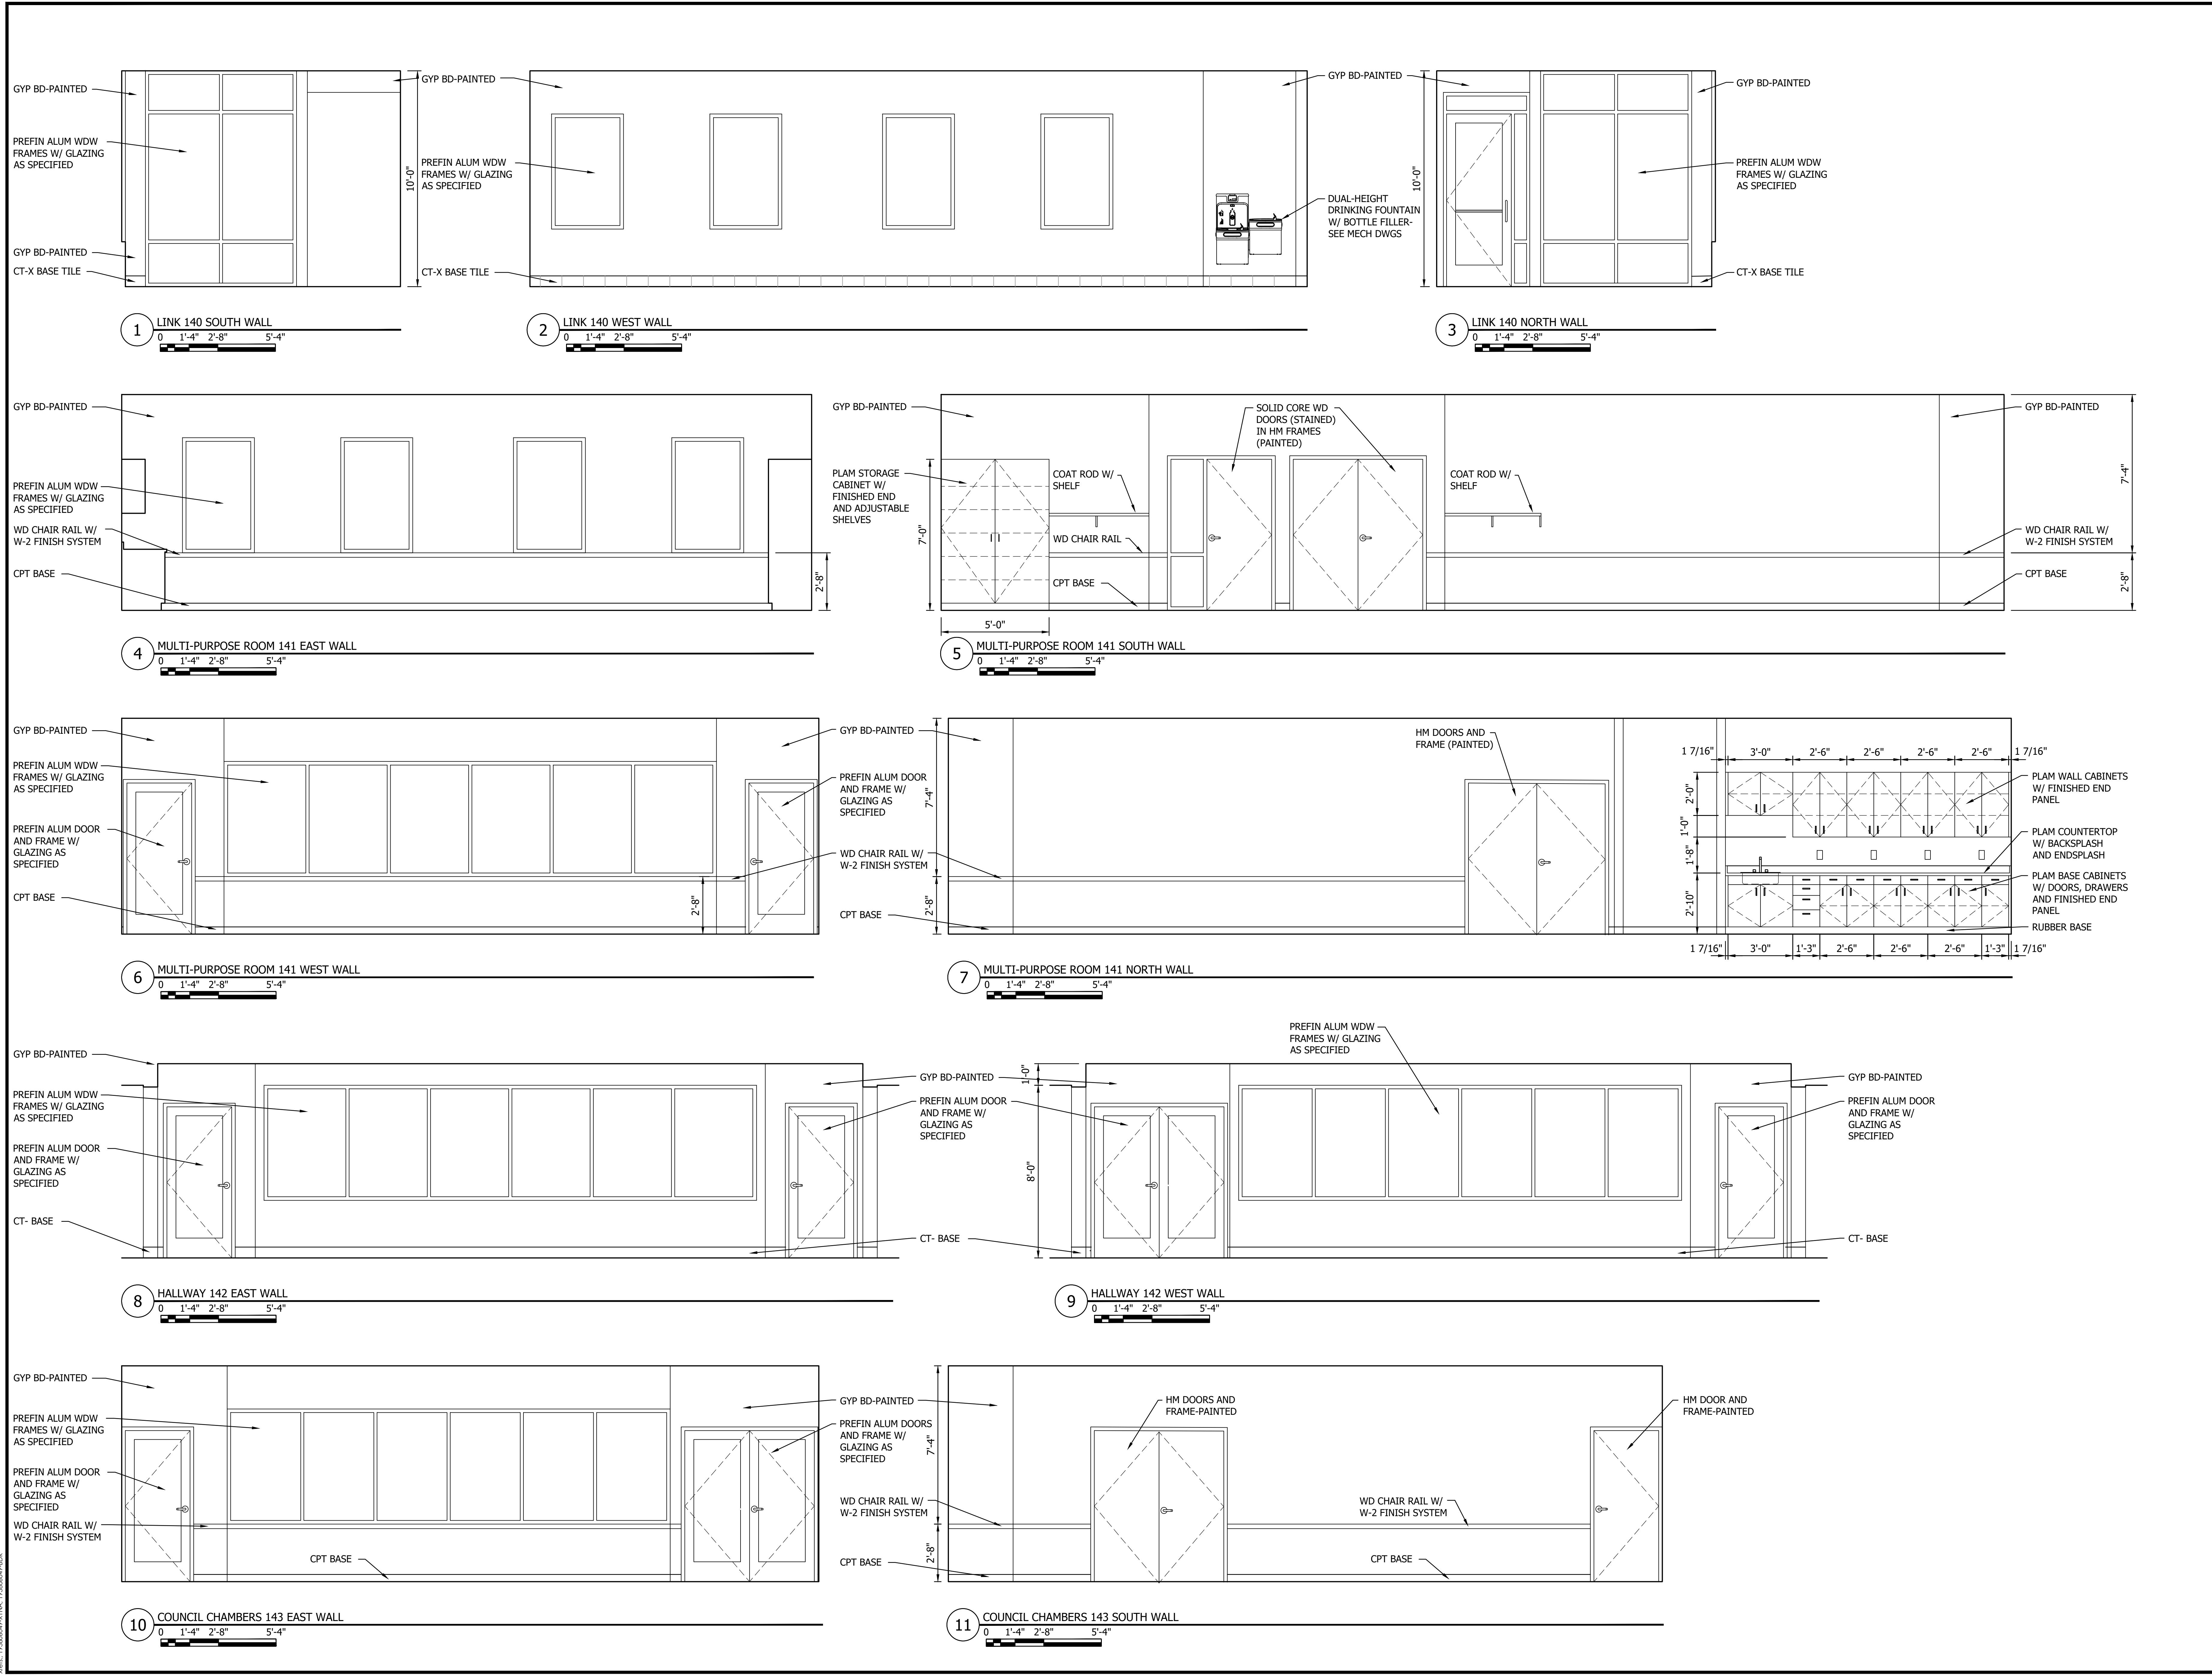 GYP BD-PAINTED
PREFIN ALUM WDW
FRAMES W/ GLAZING
AS SPECIFIED
GYP BD-PAINTED
CT-X BASE TILE
10'-0"
1
LINK 140 SOUTH WALL
0 1'-4" 2'-8" 5'-4"
GYP BD-PAINTED
PREFIN ALUM WDW
FRAMES W/ GLAZING
AS SPECIFIED
CT-X BASE TILE
2
LINK 140 WEST WALL
0 1'-4" 2'-8" 5'-4"
GYP BD-PAINTED
DUAL-HEIGHT
DRINKING FOUNTAIN
W/ BOTTLE FILLER-
SEE MECH DWGS
10'-0"
GYP BD-PAINTED
PREFIN ALUM WDW
FRAMES W/ GLAZING
AS SPECIFIED
CT-X BASE TILE
3
LINK 140 NORTH WALL
0 1'-4" 2'-8" 5'-4"
GYP BD-PAINTED
PREFIN ALUM WDW
FRAMES W/ GLAZING
AS SPECIFIED
WD CHAIR RAIL W/
W-2 FINISH SYSTEM
CPT BASE
2'-8"
4
MULTI-PURPOSE ROOM 141 EAST WALL
0 1'-4" 2'-8" 5'-4"
GYP BD-PAINTED
PLAM STORAGE
CABINET W/
FINISHED END
AND ADJUSTABLE
SHELVES
7'-0"
5'-0"
COAT ROD W/
SHELF
WD CHAIR RAIL
CPT BASE
SOLID CORE WD
DOORS (STAINED)
IN HM FRAMES
(PAINTED)
COAT ROD W/
SHELF
GYP BD-PAINTED
7'-4"
WD CHAIR RAIL W/
W-2 FINISH SYSTEM
CPT BASE
2'-8"
5
MULTI-PURPOSE ROOM 141 SOUTH WALL
0 1'-4" 2'-8" 5'-4"
GYP BD-PAINTED
PREFIN ALUM WDW
FRAMES W/ GLAZING
AS SPECIFIED
PREFIN ALUM DOOR
AND FRAME W/
GLAZING AS
SPECIFIED
CPT BASE
2'-8"
6
MULTI-PURPOSE ROOM 141 WEST WALL
0 1'-4" 2'-8" 5'-4"
GYP BD-PAINTED
PREFIN ALUM DOOR
AND FRAME W/
GLAZING AS
SPECIFIED
7'-4"
WD CHAIR RAIL W/
W-2 FINISH SYSTEM
CPT BASE
2'-8"
HM DOORS AND
FRAME (PAINTED)
1 7/16" 3'-0" 2'-6" 2'-6" 2'-6" 2'-6" 1 7/16"
2'-0"
1'-0"
1'-8"
2'-10"
PLAM WALL CABINETS
W/ FINISHED END
PANEL
PLAM COUNTERTOP
W/ BACKSPLASH
AND ENDSPLASH
PLAM BASE CABINETS
W/ DOORS, DRAWERS
AND FINISHED END
PANEL
RUBBER BASE
1 7/16" 3'-0" 1'-3" 2'-6" 2'-6" 2'-6" 1'-3" 1 7/16"
7
MULTI-PURPOSE ROOM 141 NORTH WALL
0 1'-4" 2'-8" 5'-4"
GYP BD-PAINTED
PREFIN ALUM WDW
FRAMES W/ GLAZING
AS SPECIFIED
PREFIN ALUM DOOR
AND FRAME W/
GLAZING AS
SPECIFIED
CT- BASE
8
HALLWAY 142 EAST WALL
0 1'-4" 2'-8" 5'-4"
GYP BD-PAINTED
PREFIN ALUM DOOR
AND FRAME W/
GLAZING AS
SPECIFIED
CT- BASE
1'-0"
8'-0"
PREFIN ALUM WDW
FRAMES W/ GLAZING
AS SPECIFIED
GYP BD-PAINTED
PREFIN ALUM DOOR
AND FRAME W/
GLAZING AS
SPECIFIED
CT- BASE
9
HALLWAY 142 WEST WALL
0 1'-4" 2'-8" 5'-4"
GYP BD-PAINTED
PREFIN ALUM WDW
FRAMES W/ GLAZING
AS SPECIFIED
PREFIN ALUM DOOR
AND FRAME W/
GLAZING AS
SPECIFIED
WD CHAIR RAIL W/
W-2 FINISH SYSTEM
CPT BASE
10
COUNCIL CHAMBERS 143 EAST WALL
0 1'-4" 2'-8" 5'-4"
GYP BD-PAINTED
PREFIN ALUM DOORS
AND FRAME W/
GLAZING AS
SPECIFIED
7'-4"
WD CHAIR RAIL W/
W-2 FINISH SYSTEM
CPT BASE
2'-8"
HM DOORS AND
FRAME-PAINTED
WD CHAIR RAIL W/
W-2 FINISH SYSTEM
CPT BASE
HM DOOR AND
FRAME-PAINTED
11
COUNCIL CHAMBERS 143 SOUTH WALL
0 1'-4" 2'-8" 5'-4"